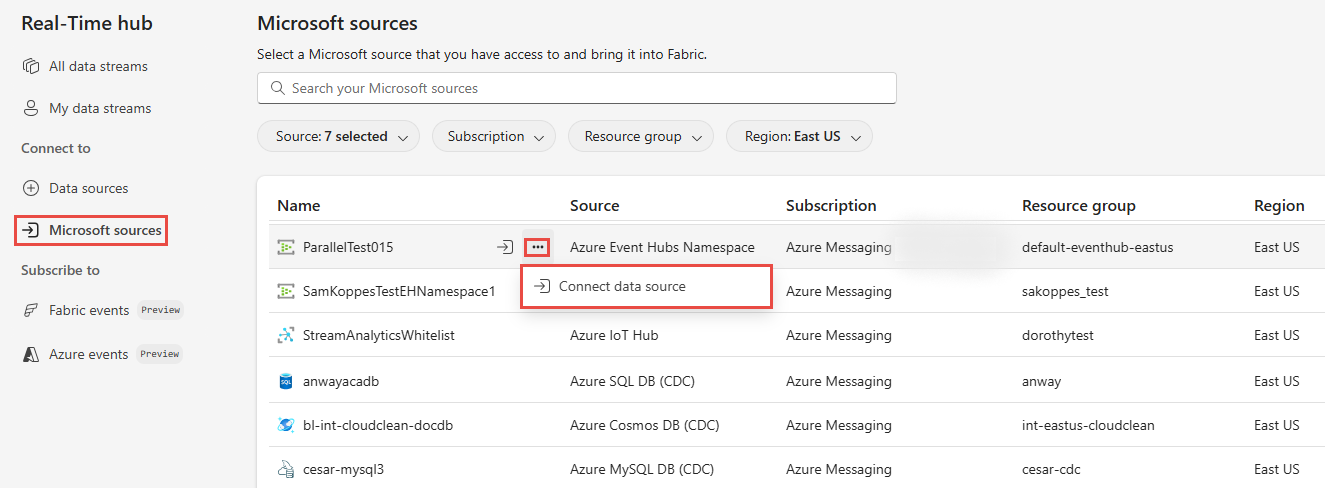 Real-Time hub
All data streams
My data streams
Connect to
Data sources
Microsoft sources
Subscribe to
Fabric events Preview
Azure events Preview
Microsoft sources
Select a Microsoft source that you have access to and bring it into Fabric.
Search your Microsoft sources
Source: 7 selected Subscription Resource group Region: East US
Name Source Subscription Resource group Region
ParallelTest015 Azure Event Hubs Namespace Azure Messaging default-eventhub-eastus East US
Connect data source
SamKoppesTestEHNamespace1 Azure Messaging sakoppes_test East US
StreamAnalyticsWhitelist Azure IoT Hub Azure Messaging dorothytest East US
anwayacadb Azure SQL DB (CDC) Azure Messaging anway East US
bl-int-cloudclean-docdb Azure Cosmos DB (CDC) Azure Messaging int-eastus-cloudclean East US
cesar-mysql3 Azure MySQL DB (CDC) Azure Messaging cesar-cdc East US